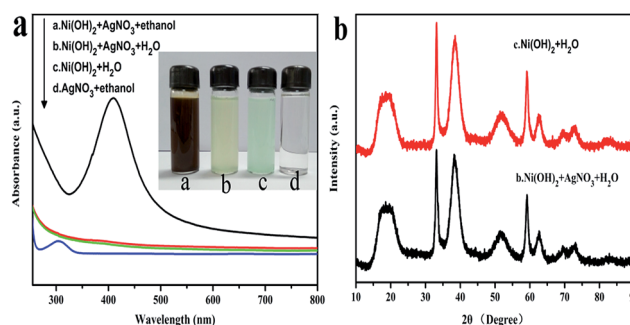 a
a.Ni(OH)2+AgNO3+ethanol
b.Ni(OH)2+AgNO3+H2O
c.Ni(OH)2+H2O
d.AgNO3+ethanol
a b c d
Absorbance (a.u.)
300 400 500 600 700 800
Wavelength (nm)
b
c.Ni(OH)2+H2O
b.Ni(OH)2+AgNO3+H2O
Intensity (a.u.)
10 20 30 40 50 60 70 80 90
2θ (Degree)